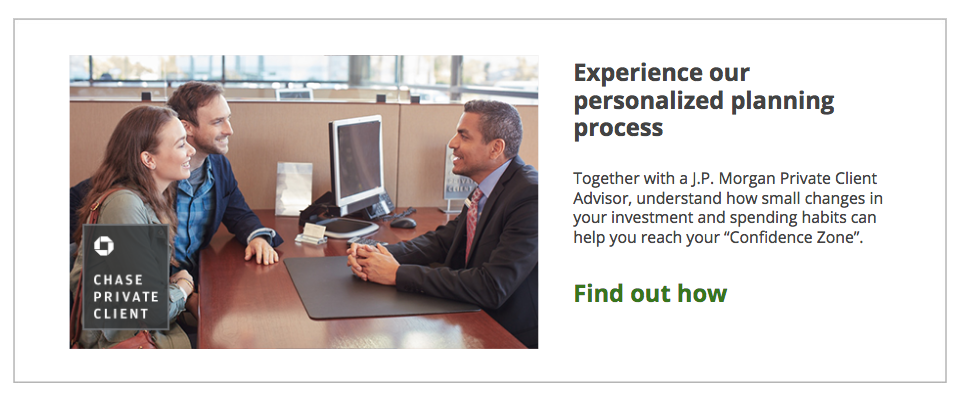 Experience our
personalized planning
process
Together with a J.P. Morgan Private Client
Advisor, understand how small changes in
your investment and spending habits can
help you reach your “Confidence Zone”.
Find out how
CHASE
PRIVATE
CLIENT